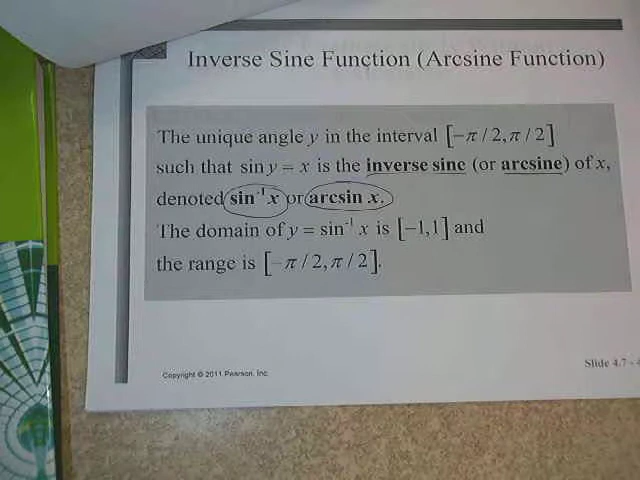 Inverse Sine Function (Arcsine Function)
The unique angle y in the interval [−π / 2, π / 2]
such that sin y = x is the inverse sine (or arcsine) of x,
denoted sin⁻¹ x or arcsin x.
The domain of y = sin⁻¹ x is [−1,1] and
the range is [−π / 2, π / 2].
Copyright © 2011 Pearson, Inc.
Slide 4.7 -